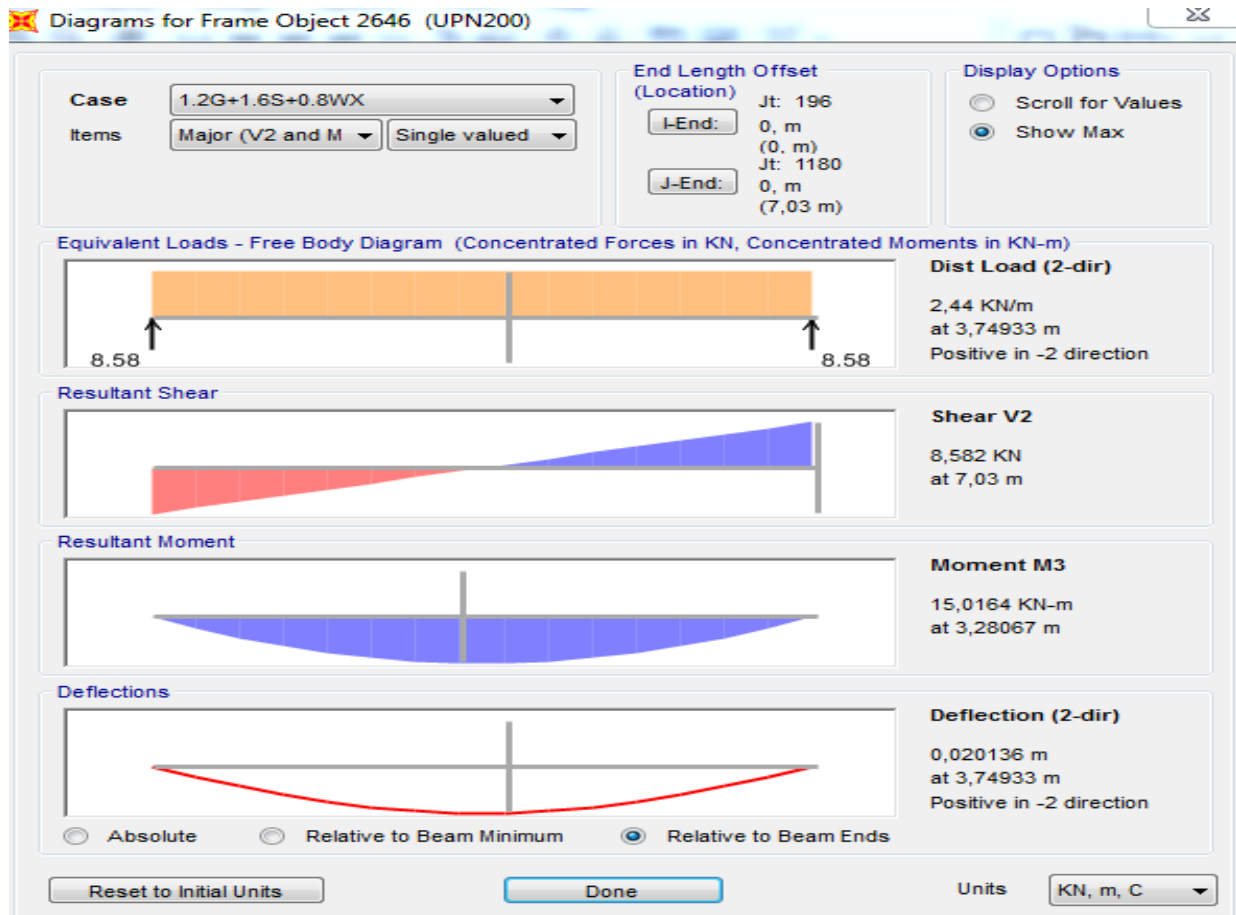 Diagrams for Frame Object 2646 (UPN200)
Case
1.2G+1.6S+0.8WX
Items
Major (V2 and M
Single valued
End Length Offset
(Location)
I-End:
Jt: 196
0, m
(0, m)
J-End:
Jt: 1180
0, m
(7,03 m)
Display Options
Scroll for Values
Show Max
Equivalent Loads - Free Body Diagram (Concentrated Forces in KN, Concentrated Moments in KN-m)
8.58
8.58
Dist Load (2-dir)
2,44 KN/m
at 3,74933 m
Positive in -2 direction
Resultant Shear
Shear V2
8,582 KN
at 7,03 m
Resultant Moment
Moment M3
15,0164 KN-m
at 3,28067 m
Deflections
Deflection (2-dir)
0,020136 m
at 3,74933 m
Positive in -2 direction
Absolute
Relative to Beam Minimum
Relative to Beam Ends
Reset to Initial Units
Done
Units
KN, m, C